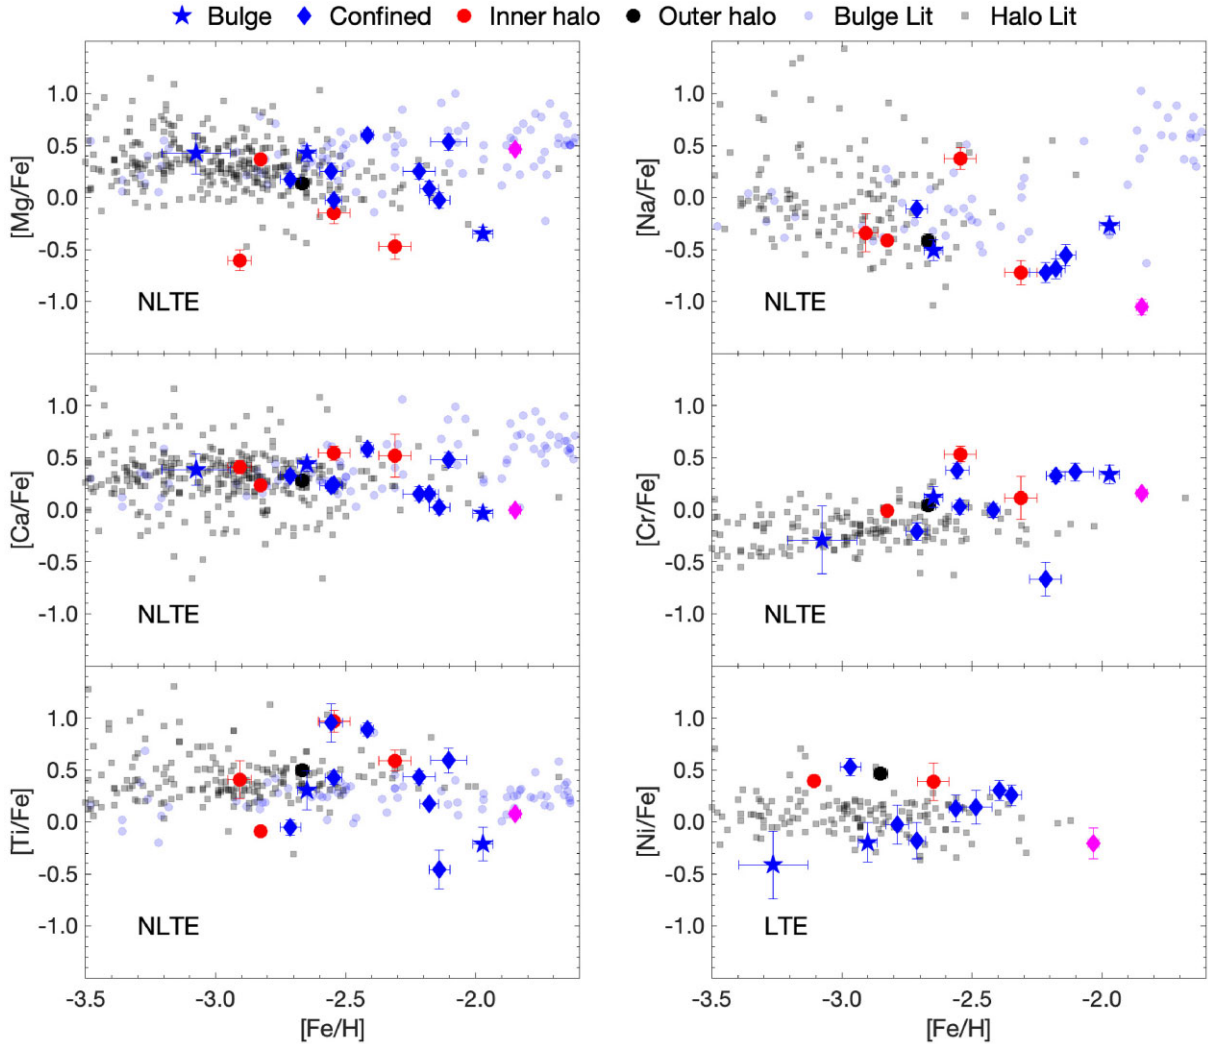 Bulge Confined Inner halo Outer halo Bulge Lit Halo Lit
[Mg/Fe]
1.0
0.5
0.0
-0.5
-1.0
NLTE
[Na/Fe]
1.0
0.5
0.0
-0.5
-1.0
NLTE
[Ca/Fe]
1.0
0.5
0.0
-0.5
-1.0
NLTE
[Cr/Fe]
1.0
0.5
0.0
-0.5
-1.0
NLTE
[Ti/Fe]
1.0
0.5
0.0
-0.5
-1.0
NLTE
[Ni/Fe]
1.0
0.5
0.0
-0.5
-1.0
LTE
-3.5 -3.0 -2.5 -2.0
[Fe/H]
-3.5 -3.0 -2.5 -2.0
[Fe/H]